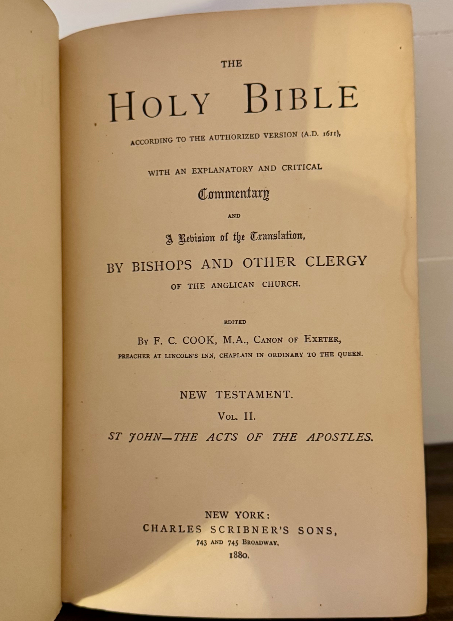 THE
HOLY BIBLE
ACCORDING TO THE AUTHORIZED VERSION (A.D. 1611),
WITH AN EXPLANATORY AND CRITICAL
Commentary
AND
A Revision of the Translation,
BY BISHOPS AND OTHER CLERGY
OF THE ANGLICAN CHURCH.
EDITED
BY F. C. COOK, M.A., CANON OF EXETER,
PREACHER AT LINCOLN'S INN, CHAPLAIN IN ORDINARY TO THE QUEEN.
NEW TESTAMENT.
VOL. II.
ST JOHN—THE ACTS OF THE APOSTLES.
NEW YORK:
CHARLES SCRIBNER'S SONS,
743 AND 745 BROADWAY.
1880.